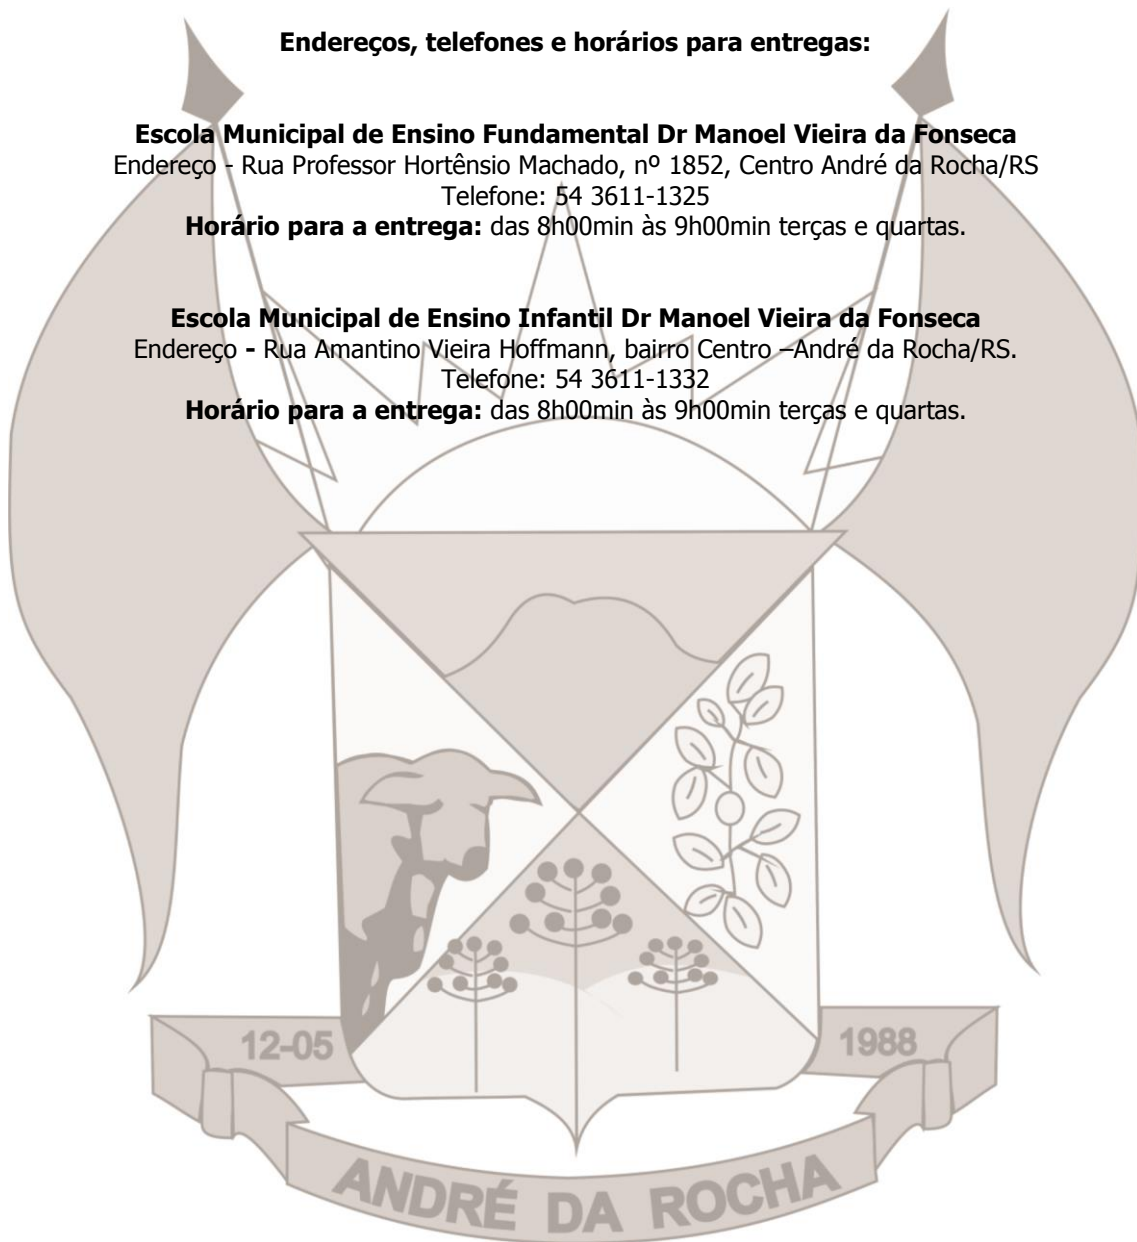 Endereços, telefones e horários para entregas:
Escola Municipal de Ensino Fundamental Dr Manoel Vieira da Fonseca
Endereço - Rua Professor Hortênsio Machado, nº 1852, Centro André da Rocha/RS
Telefone: 54 3611-1325
Horário para a entrega: das 8h00min às 9h00min terças e quartas.
Escola Municipal de Ensino Infantil Dr Manoel Vieira da Fonseca
Endereço - Rua Amantino Vieira Hoffmann, bairro Centro –André da Rocha/RS.
Telefone: 54 3611-1332
Horário para a entrega: das 8h00min às 9h00min terças e quartas.
12-05
1988
ANDRÉ DA ROCHA